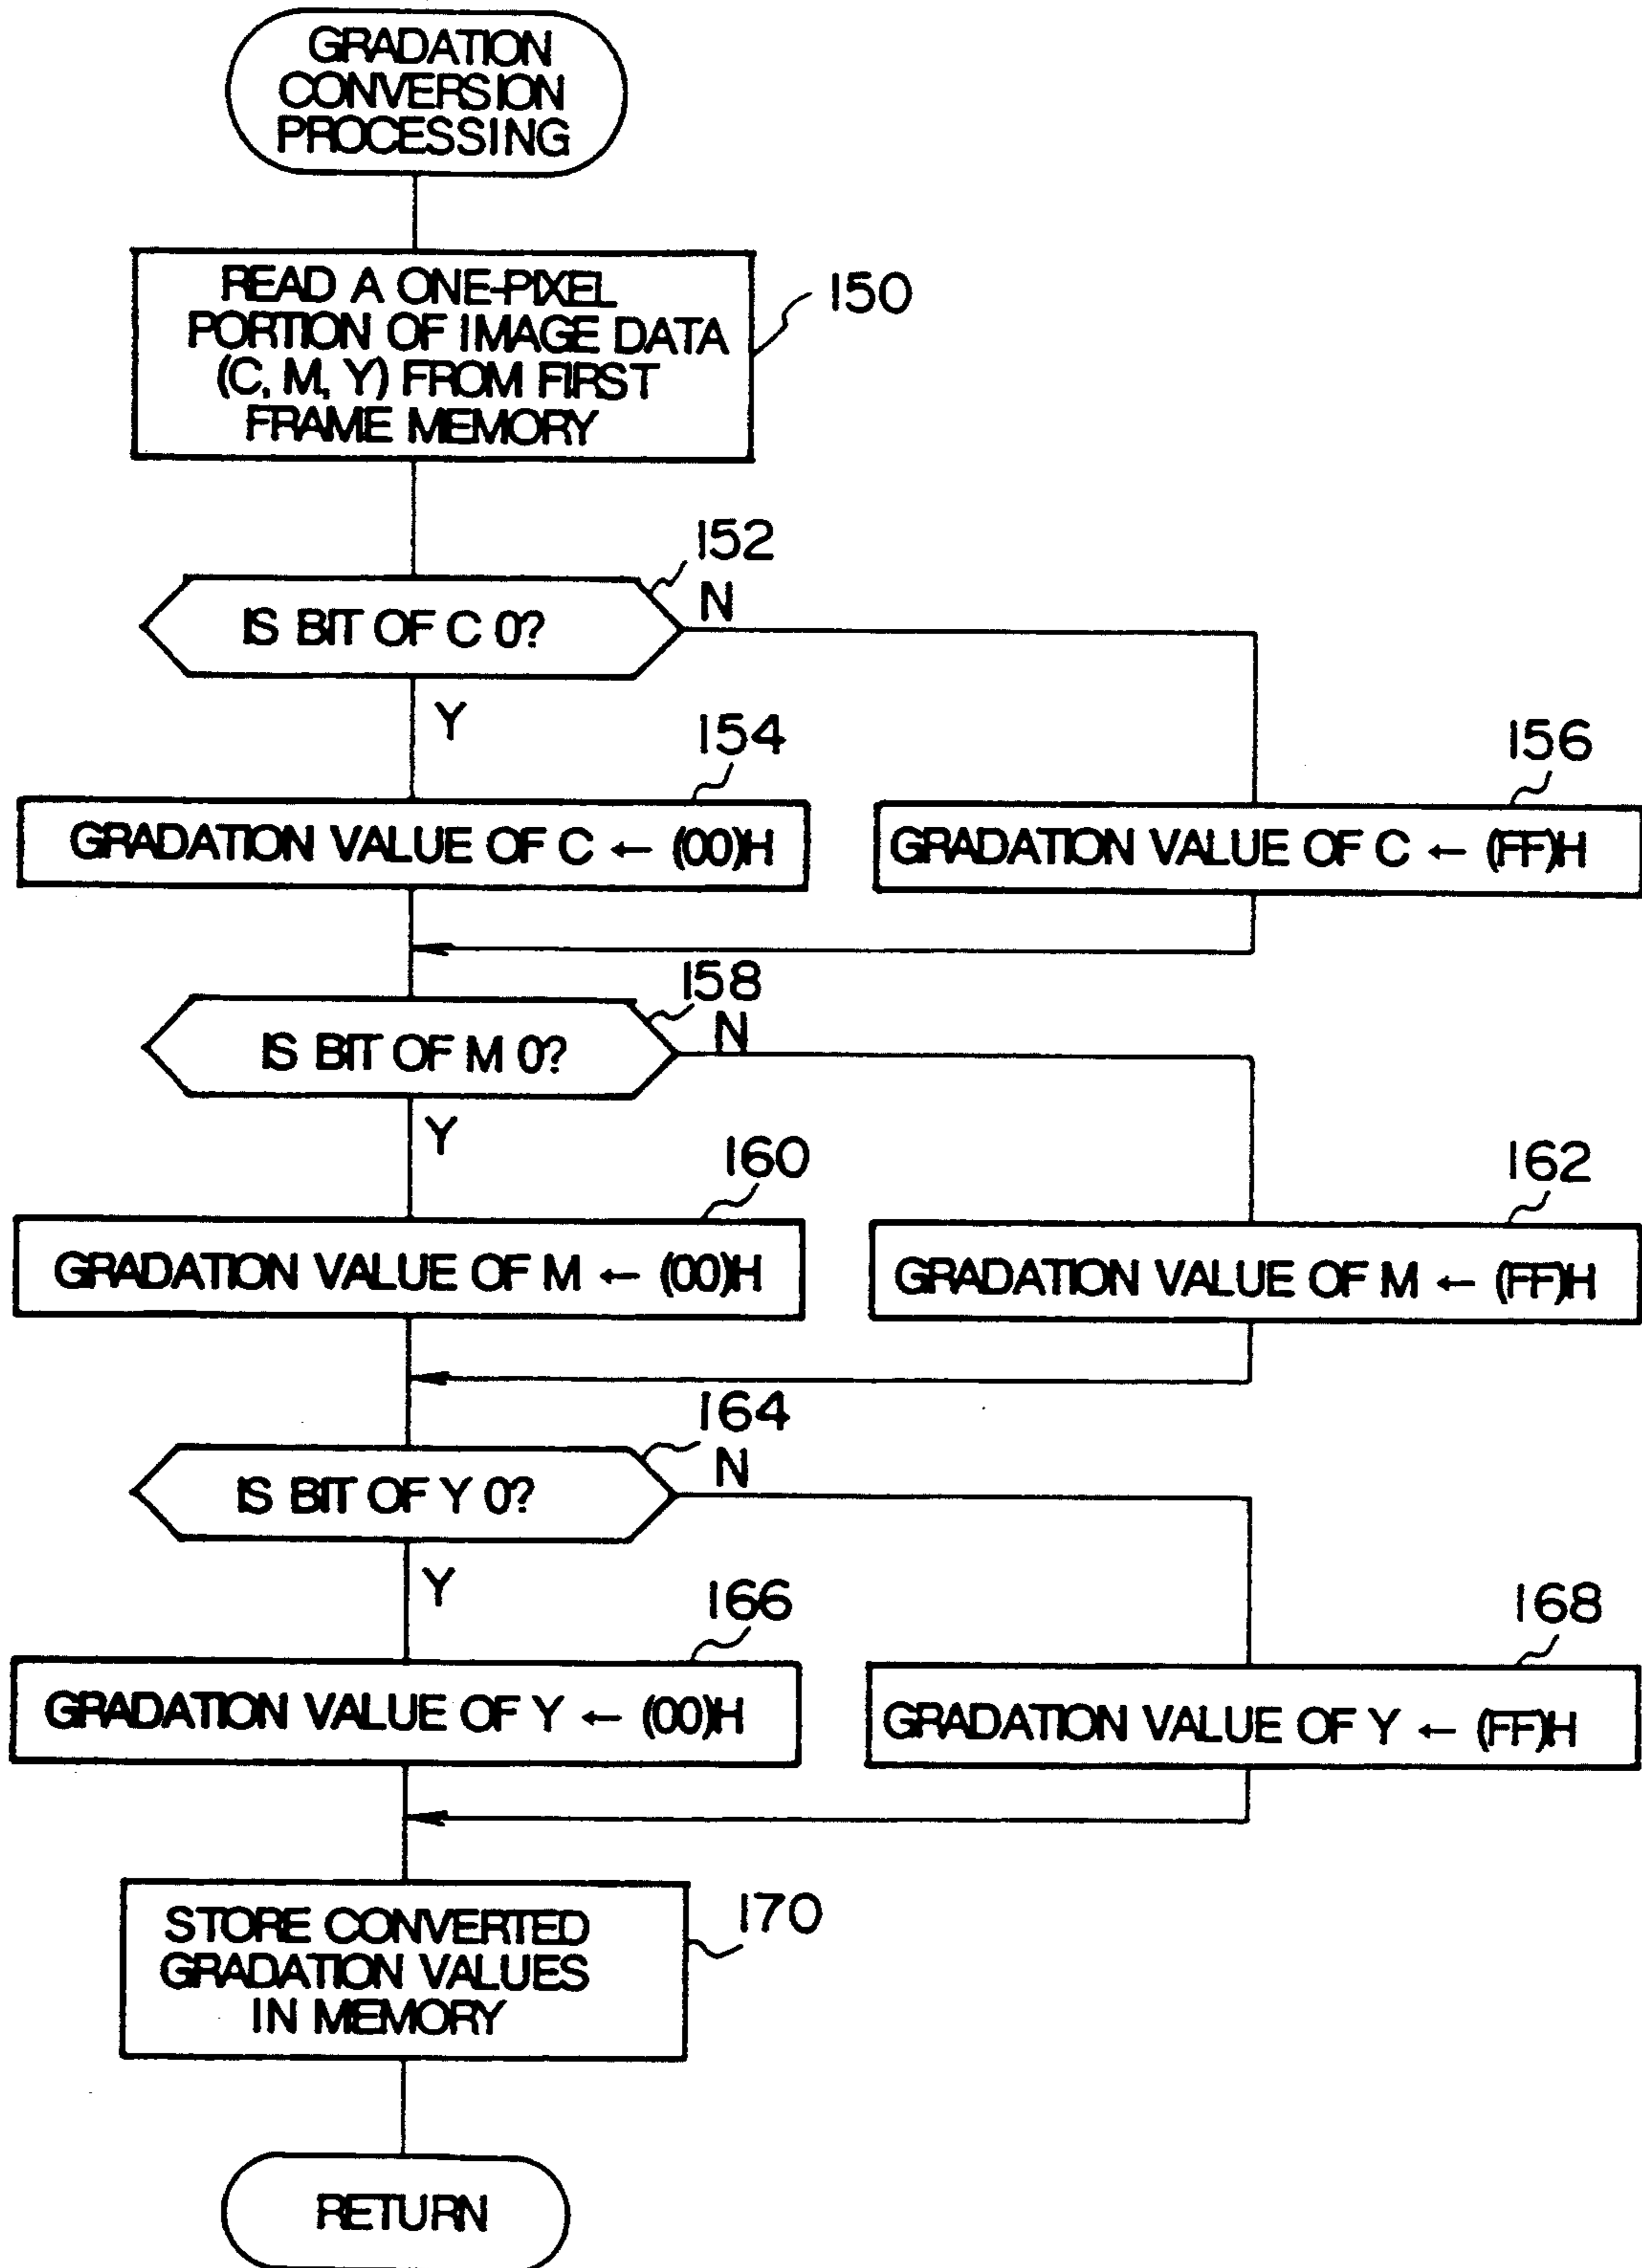 GRADATION
CONVERSION
PROCESSING
READ A ONE-PIXEL
PORTION OF IMAGE DATA
(C, M, Y) FROM FIRST
FRAME MEMORY
150
152
IS BIT OF C 0?
N
Y
154
156
GRADATION VALUE OF C ← (00)H
GRADATION VALUE OF C ← (FF)H
158
IS BIT OF M 0?
N
Y
160
162
GRADATION VALUE OF M ← (00)H
GRADATION VALUE OF M ← (FF)H
164
IS BIT OF Y 0?
N
Y
166
168
GRADATION VALUE OF Y ← (00)H
GRADATION VALUE OF Y ← (FF)H
STORE CONVERTED
GRADATION VALUES
IN MEMORY
170
RETURN